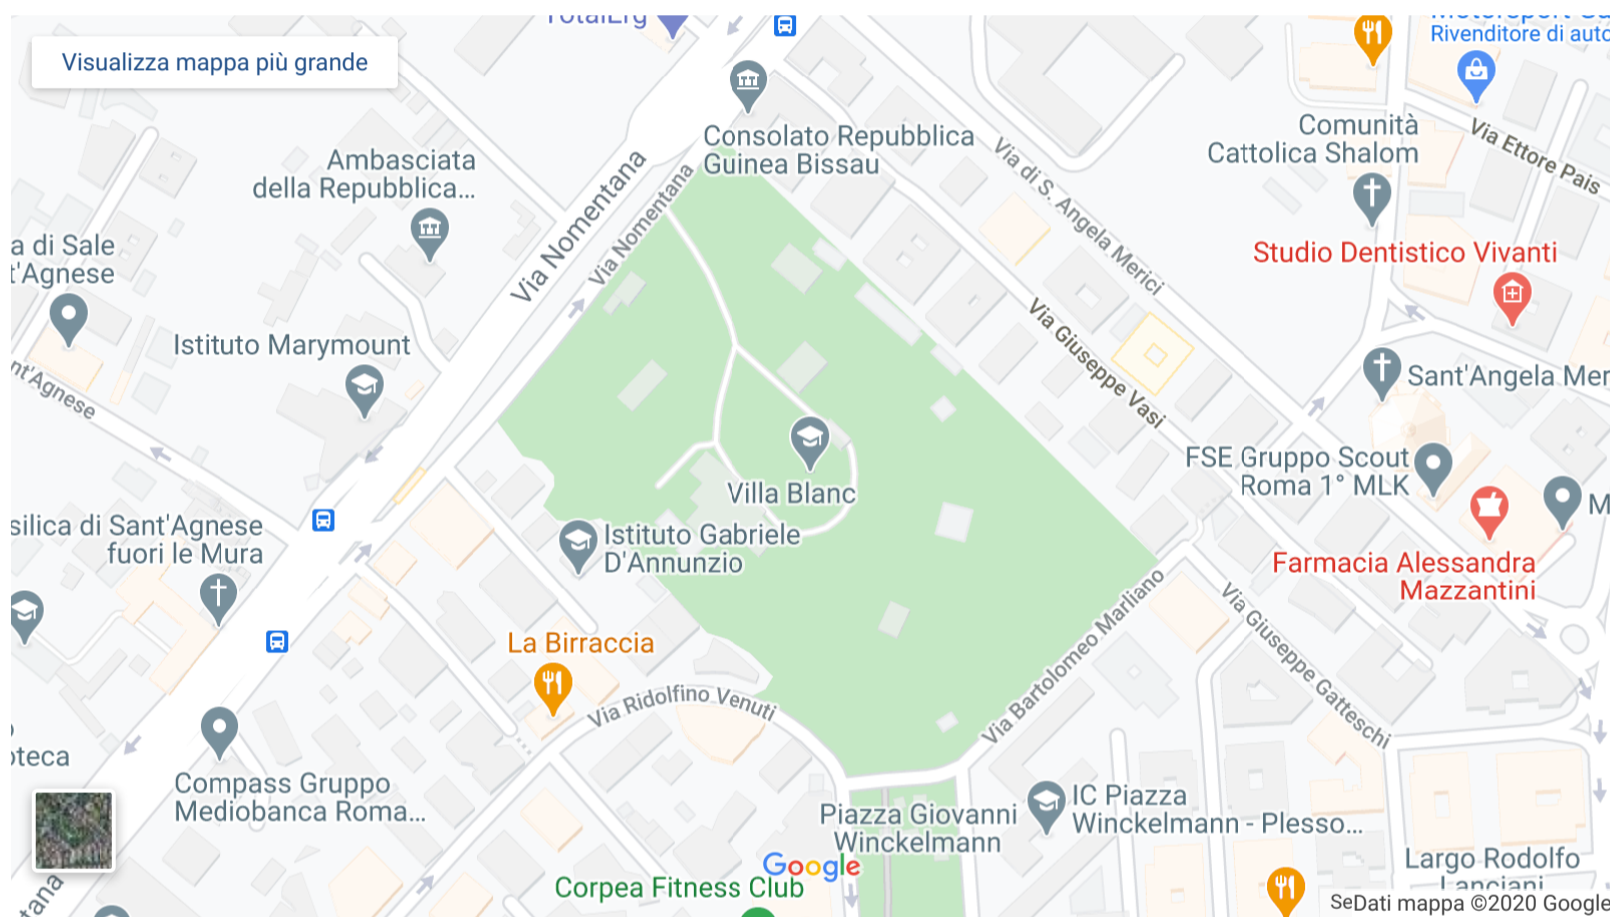 TotalErg
Rivenditore di auto
Visualizza mappa più grande
Consolato Repubblica
Guinea Bissau
Comunità
Cattolica Shalom
Via Ettore Pais
Ambasciata
della Repubblica...
Via Nomentana
Via Nomentana
Via di S. Angela Merici
a di Sale
t'Agnese
Studio Dentistico Vivanti
Istituto Marymount
Via Giuseppe Vasi
nt'Agnese
Sant'Angela Mer
FSE Gruppo Scout
Roma 1° MLK
Villa Blanc
M
silica di Sant'Agnese
fuori le Mura
Istituto Gabriele
D'Annunzio
Farmacia Alessandra
Mazzantini
Via Bartolomeo Marliano
Via Giuseppe Gatteschi
La Birraccia
Via Ridolfino Venuti
oteca
Compass Gruppo
Mediobanca Roma...
Piazza Giovanni
Winckelmann
IC Piazza
Winckelmann - Plesso...
Google
Corpea Fitness Club
Largo Rodolfo
Lanciani
tana
SeDati mappa ©2020 Google